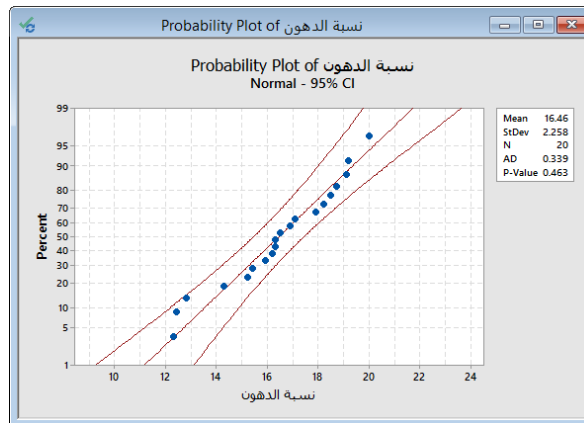 Probability Plot of نسبة الدهون
Probability Plot of نسبة الدهون
Normal - 95% CI
Mean 16.46
StDev 2.258
N 20
AD 0.339
P-Value 0.463
Percent
99
95
90
80
70
60
50
40
30
20
10
5
1
10 12 14 16 18 20 22 24
نسبة الدهون